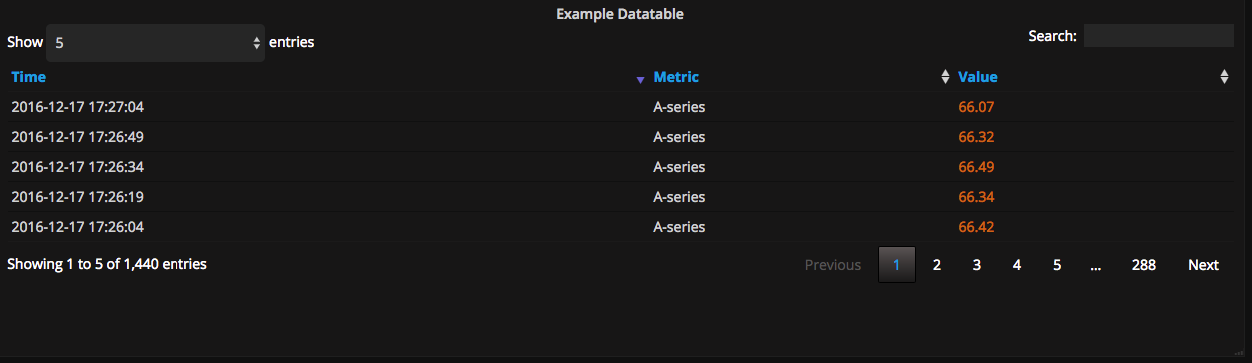 Example Datatable
Show 5 entries
Search:
Time Metric Value
2016-12-17 17:27:04 A-series 66.07
2016-12-17 17:26:49 A-series 66.32
2016-12-17 17:26:34 A-series 66.49
2016-12-17 17:26:19 A-series 66.34
2016-12-17 17:26:04 A-series 66.42
Showing 1 to 5 of 1,440 entries
Previous 1 2 3 4 5 ... 288 Next